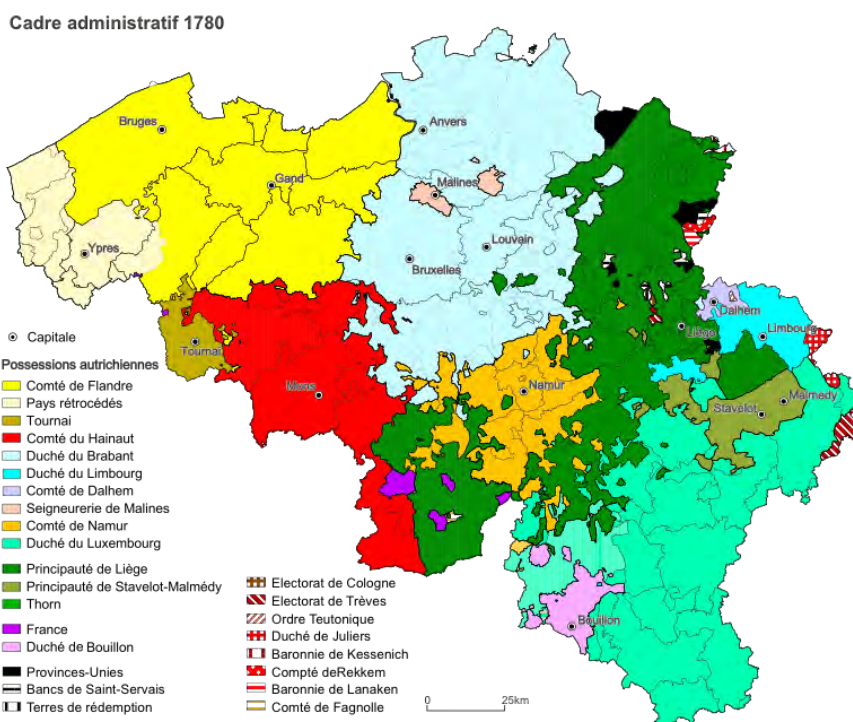 Cadre administratif 1780
Bruges
Anvers
Gand
Malines
Ypres
Louvain
Bruxelles
Dalhem
Liége
Limbourg
Tournai
Mons
Namur
Malmédy
Stavelot
Bouillon
Capitale
Possessions autrichiennes
Comté de Flandre
Pays rétrocédés
Tournai
Comté du Hainaut
Duché du Brabant
Duché du Limbourg
Comté de Dalhem
Seigneurerie de Malines
Comté de Namur
Duché du Luxembourg
Principauté de Liège
Principauté de Stavelot-Malmédy
Thorn
France
Duché de Bouillon
Provinces-Unies
Bancs de Saint-Servais
Terres de rédemption
Electorat de Cologne
Electorat de Trèves
Ordre Teutonique
Duché de Juliers
Baronnie de Kessenich
Compté deRekkem
Baronnie de Lanaken
Comté de Fagnolle
0 25km